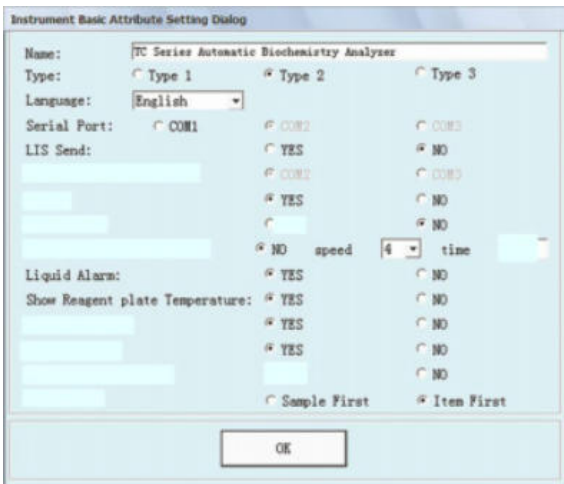 Instrument Basic Attribute Setting Dialog
Name: TC Series Automatic Biochemistry Analyzer
Type: Type 1 Type 2 Type 3
Language: English
Serial Port: COM1 COM2 COM3
LIS Send: YES NO
COM2 COM3
YES NO
NO
NO speed 4 time
Liquid Alarm: YES NO
Show Reagent plate Temperature: YES NO
YES NO
YES NO
NO
Sample First Item First
OK